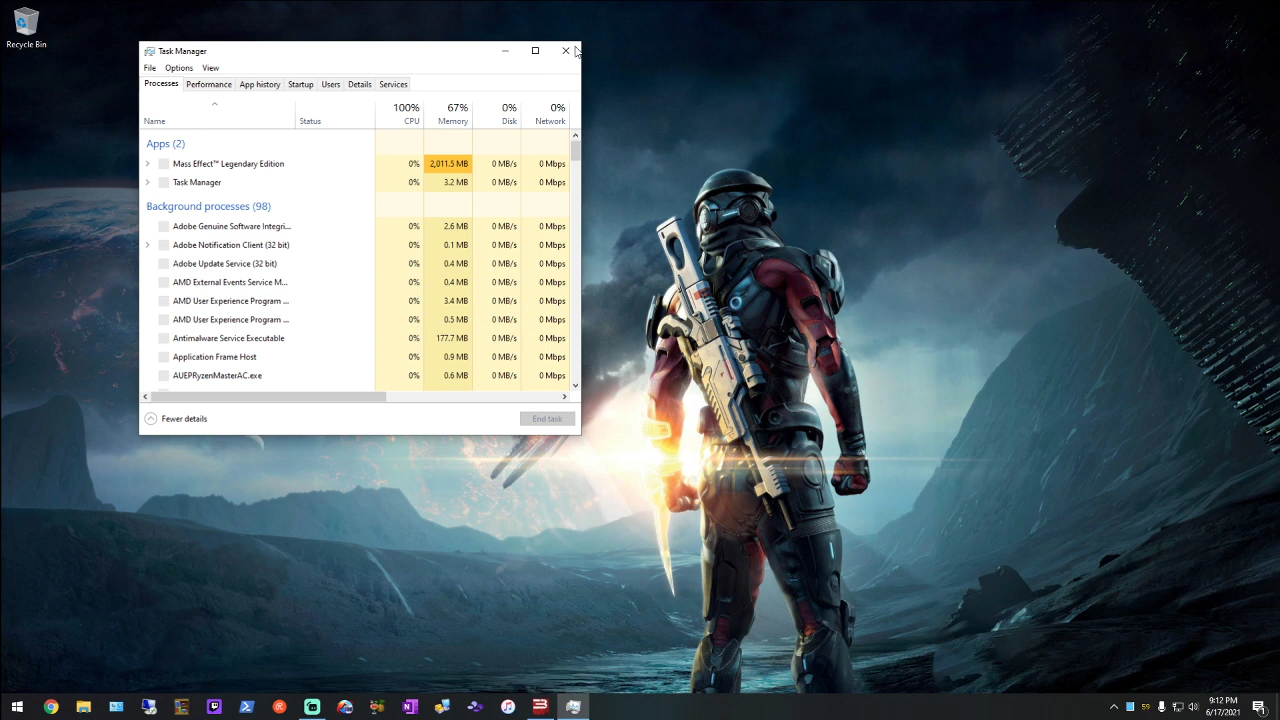 Recycle Bin
Task Manager
File Options View
Processes Performance App history Startup Users Details Services
100% 67% 0% 0%
Name Status CPU Memory Disk Network
Apps (2)
Mass Effect™ Legendary Edition 0% 2,011.5 MB 0 MB/s 0 Mbps
Task Manager 0% 3.2 MB 0 MB/s 0 Mbps
Background processes (98)
Adobe Genuine Software Integri... 0% 2.6 MB 0 MB/s 0 Mbps
Adobe Notification Client (32 bit) 0% 0.1 MB 0 MB/s 0 Mbps
Adobe Update Service (32 bit) 0% 0.4 MB 0 MB/s 0 Mbps
AMD External Events Service M... 0% 0.4 MB 0 MB/s 0 Mbps
AMD User Experience Program ... 0% 3.4 MB 0 MB/s 0 Mbps
AMD User Experience Program ... 0% 0.5 MB 0 MB/s 0 Mbps
Antimalware Service Executable 0% 177.7 MB 0 MB/s 0 Mbps
Application Frame Host 0% 0.9 MB 0 MB/s 0 Mbps
AUEPRyzenMasterAC.exe 0% 0.6 MB 0 MB/s 0 Mbps
Fewer details End task
59 9:12 PM
6/17/2021